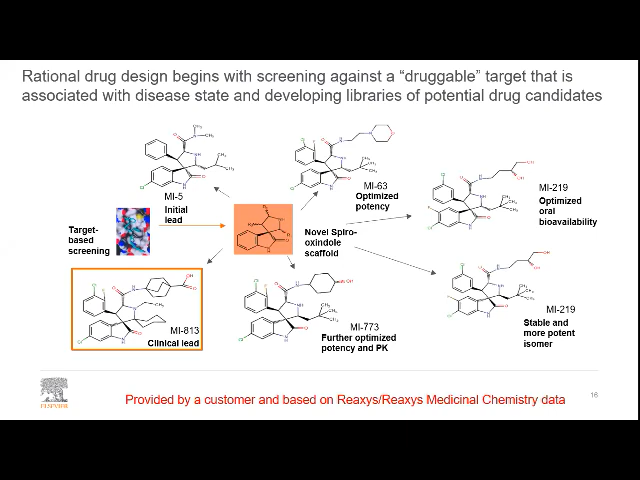 Rational drug design begins with screening against a “druggable” target that is
associated with disease state and developing libraries of potential drug candidates
MI-5
Initial
lead
MI-63
Optimized
potency
MI-219
Optimized
oral
bioavailability
Target-
based
screening
Novel Spiro-
oxindole
scaffold
MI-813
Clinical lead
MI-773
Further optimized
potency and PK
MI-219
Stable and
more potent
isomer
ELSEVIER
Provided by a customer and based on Reaxys/Reaxys Medicinal Chemistry data
16